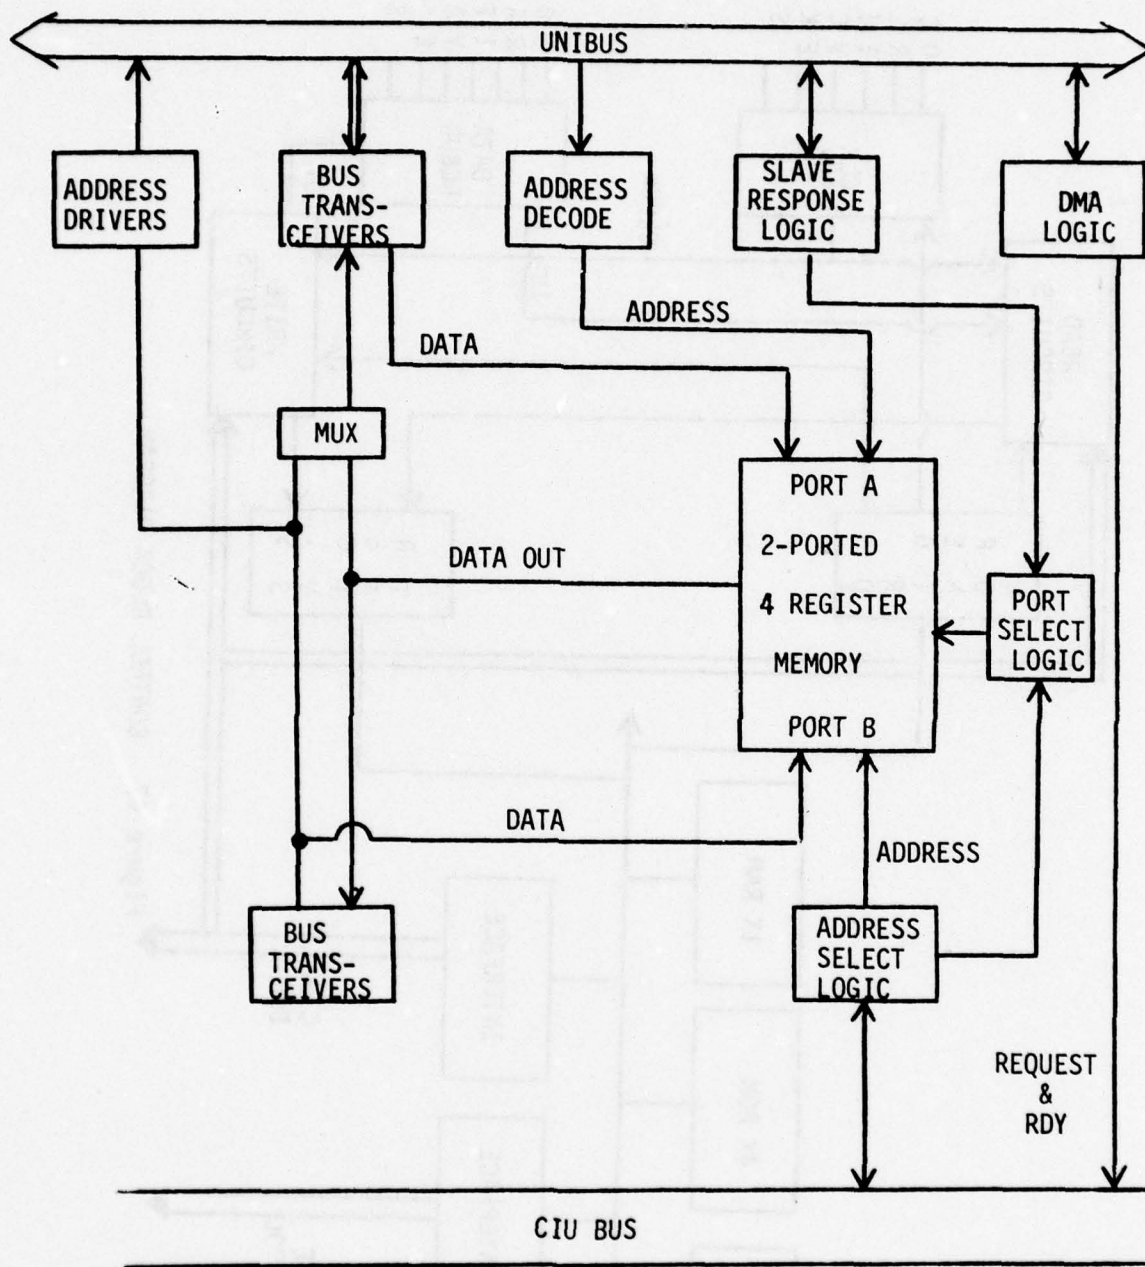 UNIBUS
ADDRESS
DRIVERS
BUS
TRANS-
CEIVERS
ADDRESS
DECODE
SLAVE
RESPONSE
LOGIC
DMA
LOGIC
DATA
ADDRESS
MUX
PORT A
2-PORTED
4 REGISTER
MEMORY
PORT B
DATA OUT
PORT
SELECT
LOGIC
DATA
ADDRESS
BUS
TRANS-
CEIVERS
ADDRESS
SELECT
LOGIC
REQUEST
&
RDY
CIU BUS